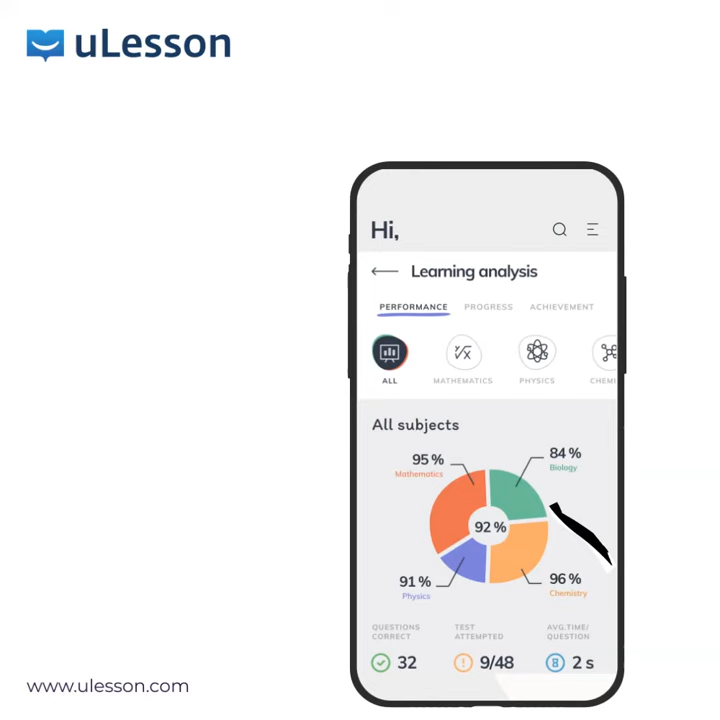 uLesson
Hi,
Learning analysis
PERFORMANCE PROGRESS ACHIEVEMENT
√x
ALL MATHEMATICS PHYSICS CHEMI
All subjects
95 % 84 %
Mathematics Biology
92 %
91 % 96 %
Physics Chemistry
QUESTIONS CORRECT TEST ATTEMPTED AVG.TIME/ QUESTION
32 9/48 2 s
www.ulesson.com